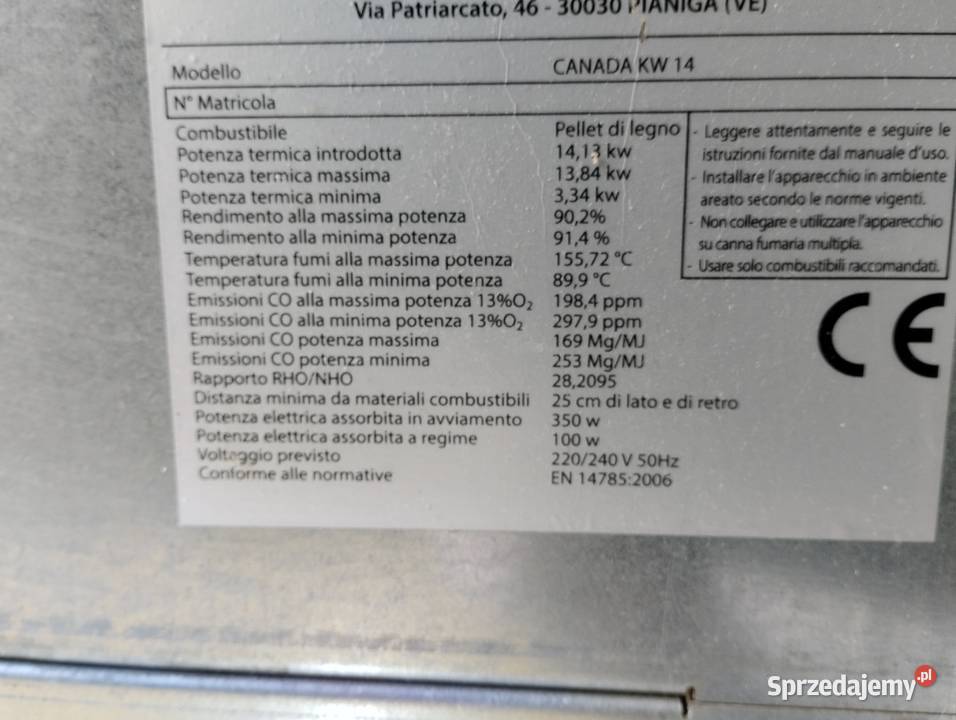 Via Patriarcato, 46 - 30030 PIANIGA (VE)
Modello CANADA KW 14
N° Matricola
Combustibile Pellet di legno
Potenza termica introdotta 14,13 kw
Potenza termica massima 13,84 kw
Potenza termica minima 3,34 kw
Rendimento alla massima potenza 90,2%
Rendimento alla minima potenza 91,4 %
Temperatura fumi alla massima potenza 155,72 °C
Temperatura fumi alla minima potenza 89,9 °C
Emissioni CO alla massima potenza 13%O₂ 198,4 ppm
Emissioni CO alla minima potenza 13%O₂ 297,9 ppm
Emissioni CO potenza massima 169 Mg/MJ
Emissioni CO potenza minima 253 Mg/MJ
Rapporto RHO/NHO 28,2095
Distanza minima da materiali combustibili 25 cm di lato e di retro
Potenza elettrica assorbita in avviamento 350 w
Potenza elettrica assorbita a regime 100 w
Voltaggio previsto 220/240 V 50Hz
Conforme alle normative EN 14785:2006
- Leggere attentamente e seguire le
istruzioni fornite dal manuale d'uso.
- Installare l'apparecchio in ambiente
areato secondo le norme vigenti.
- Non collegare e utilizzare l'apparecchio
su canna fumaria multipla.
- Usare solo combustibili raccomandati.
CE
Sprzedajemy.pl